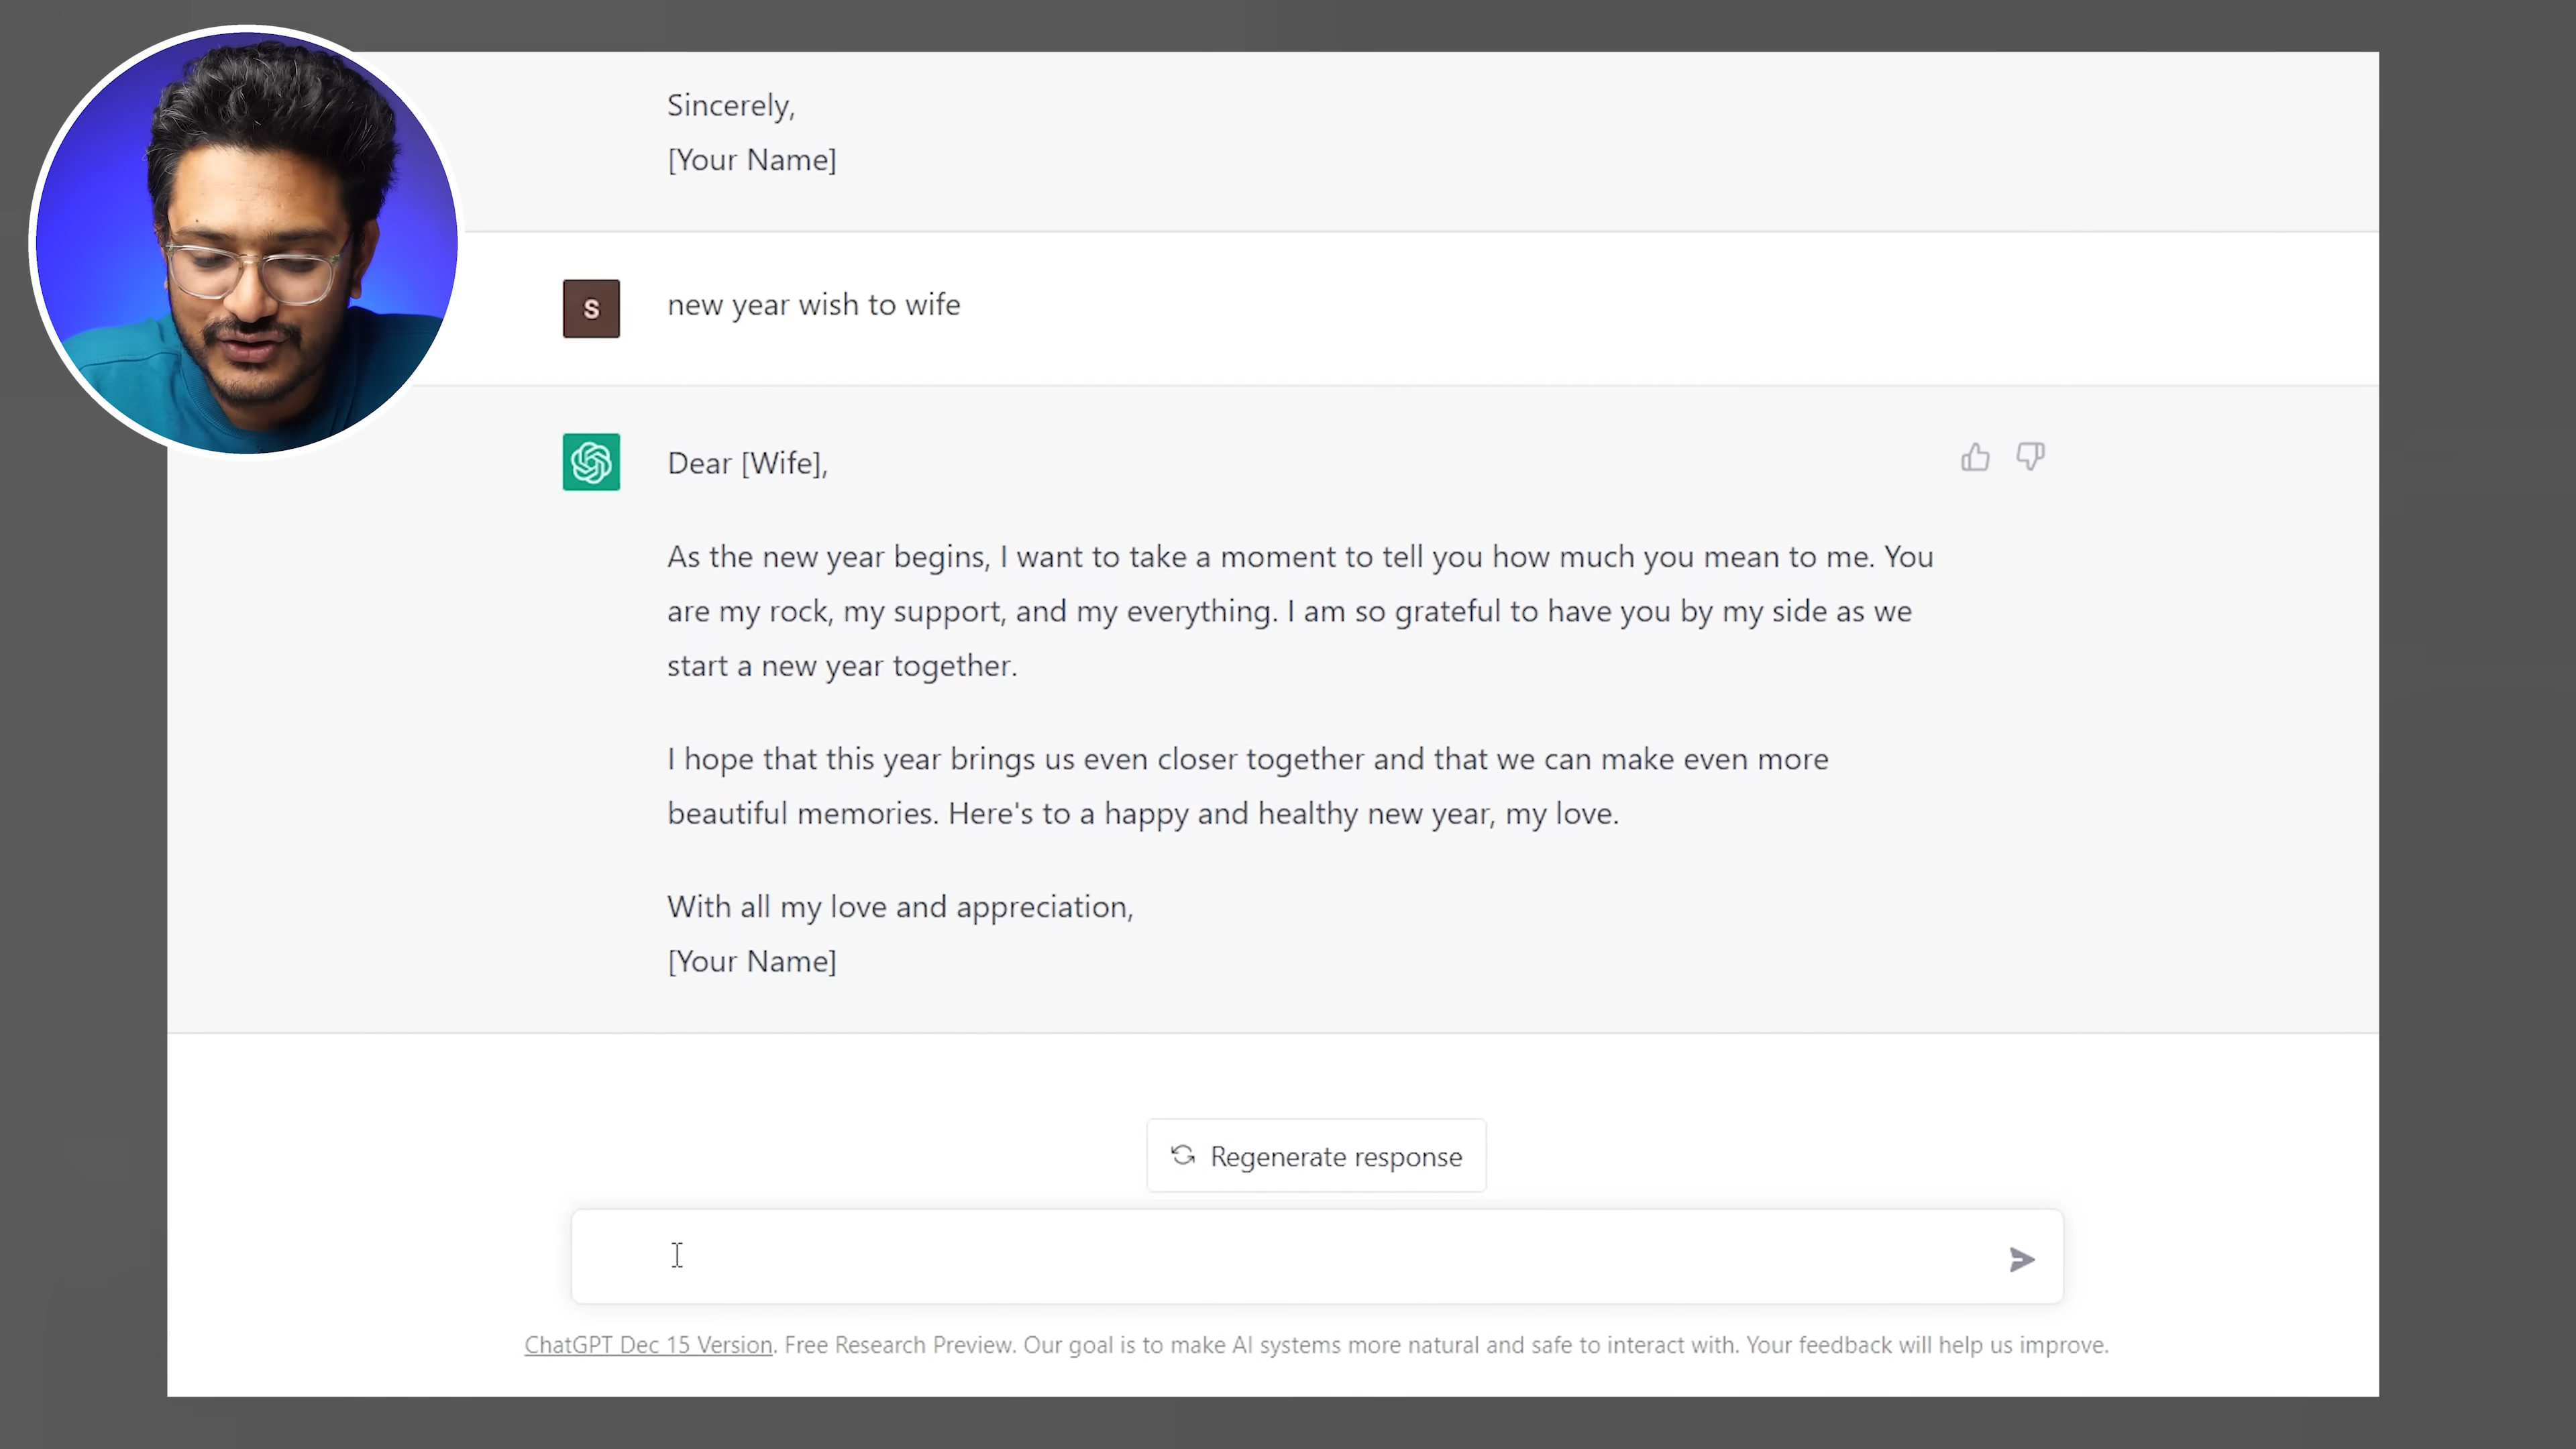 Sincerely,
[Your Name]
S
new year wish to wife
Dear [Wife],
As the new year begins, I want to take a moment to tell you how much you mean to me. You
are my rock, my support, and my everything. I am so grateful to have you by my side as we
start a new year together.
I hope that this year brings us even closer together and that we can make even more
beautiful memories. Here's to a happy and healthy new year, my love.
With all my love and appreciation,
[Your Name]
Regenerate response
ChatGPT Dec 15 Version. Free Research Preview. Our goal is to make AI systems more natural and safe to interact with. Your feedback will help us improve.